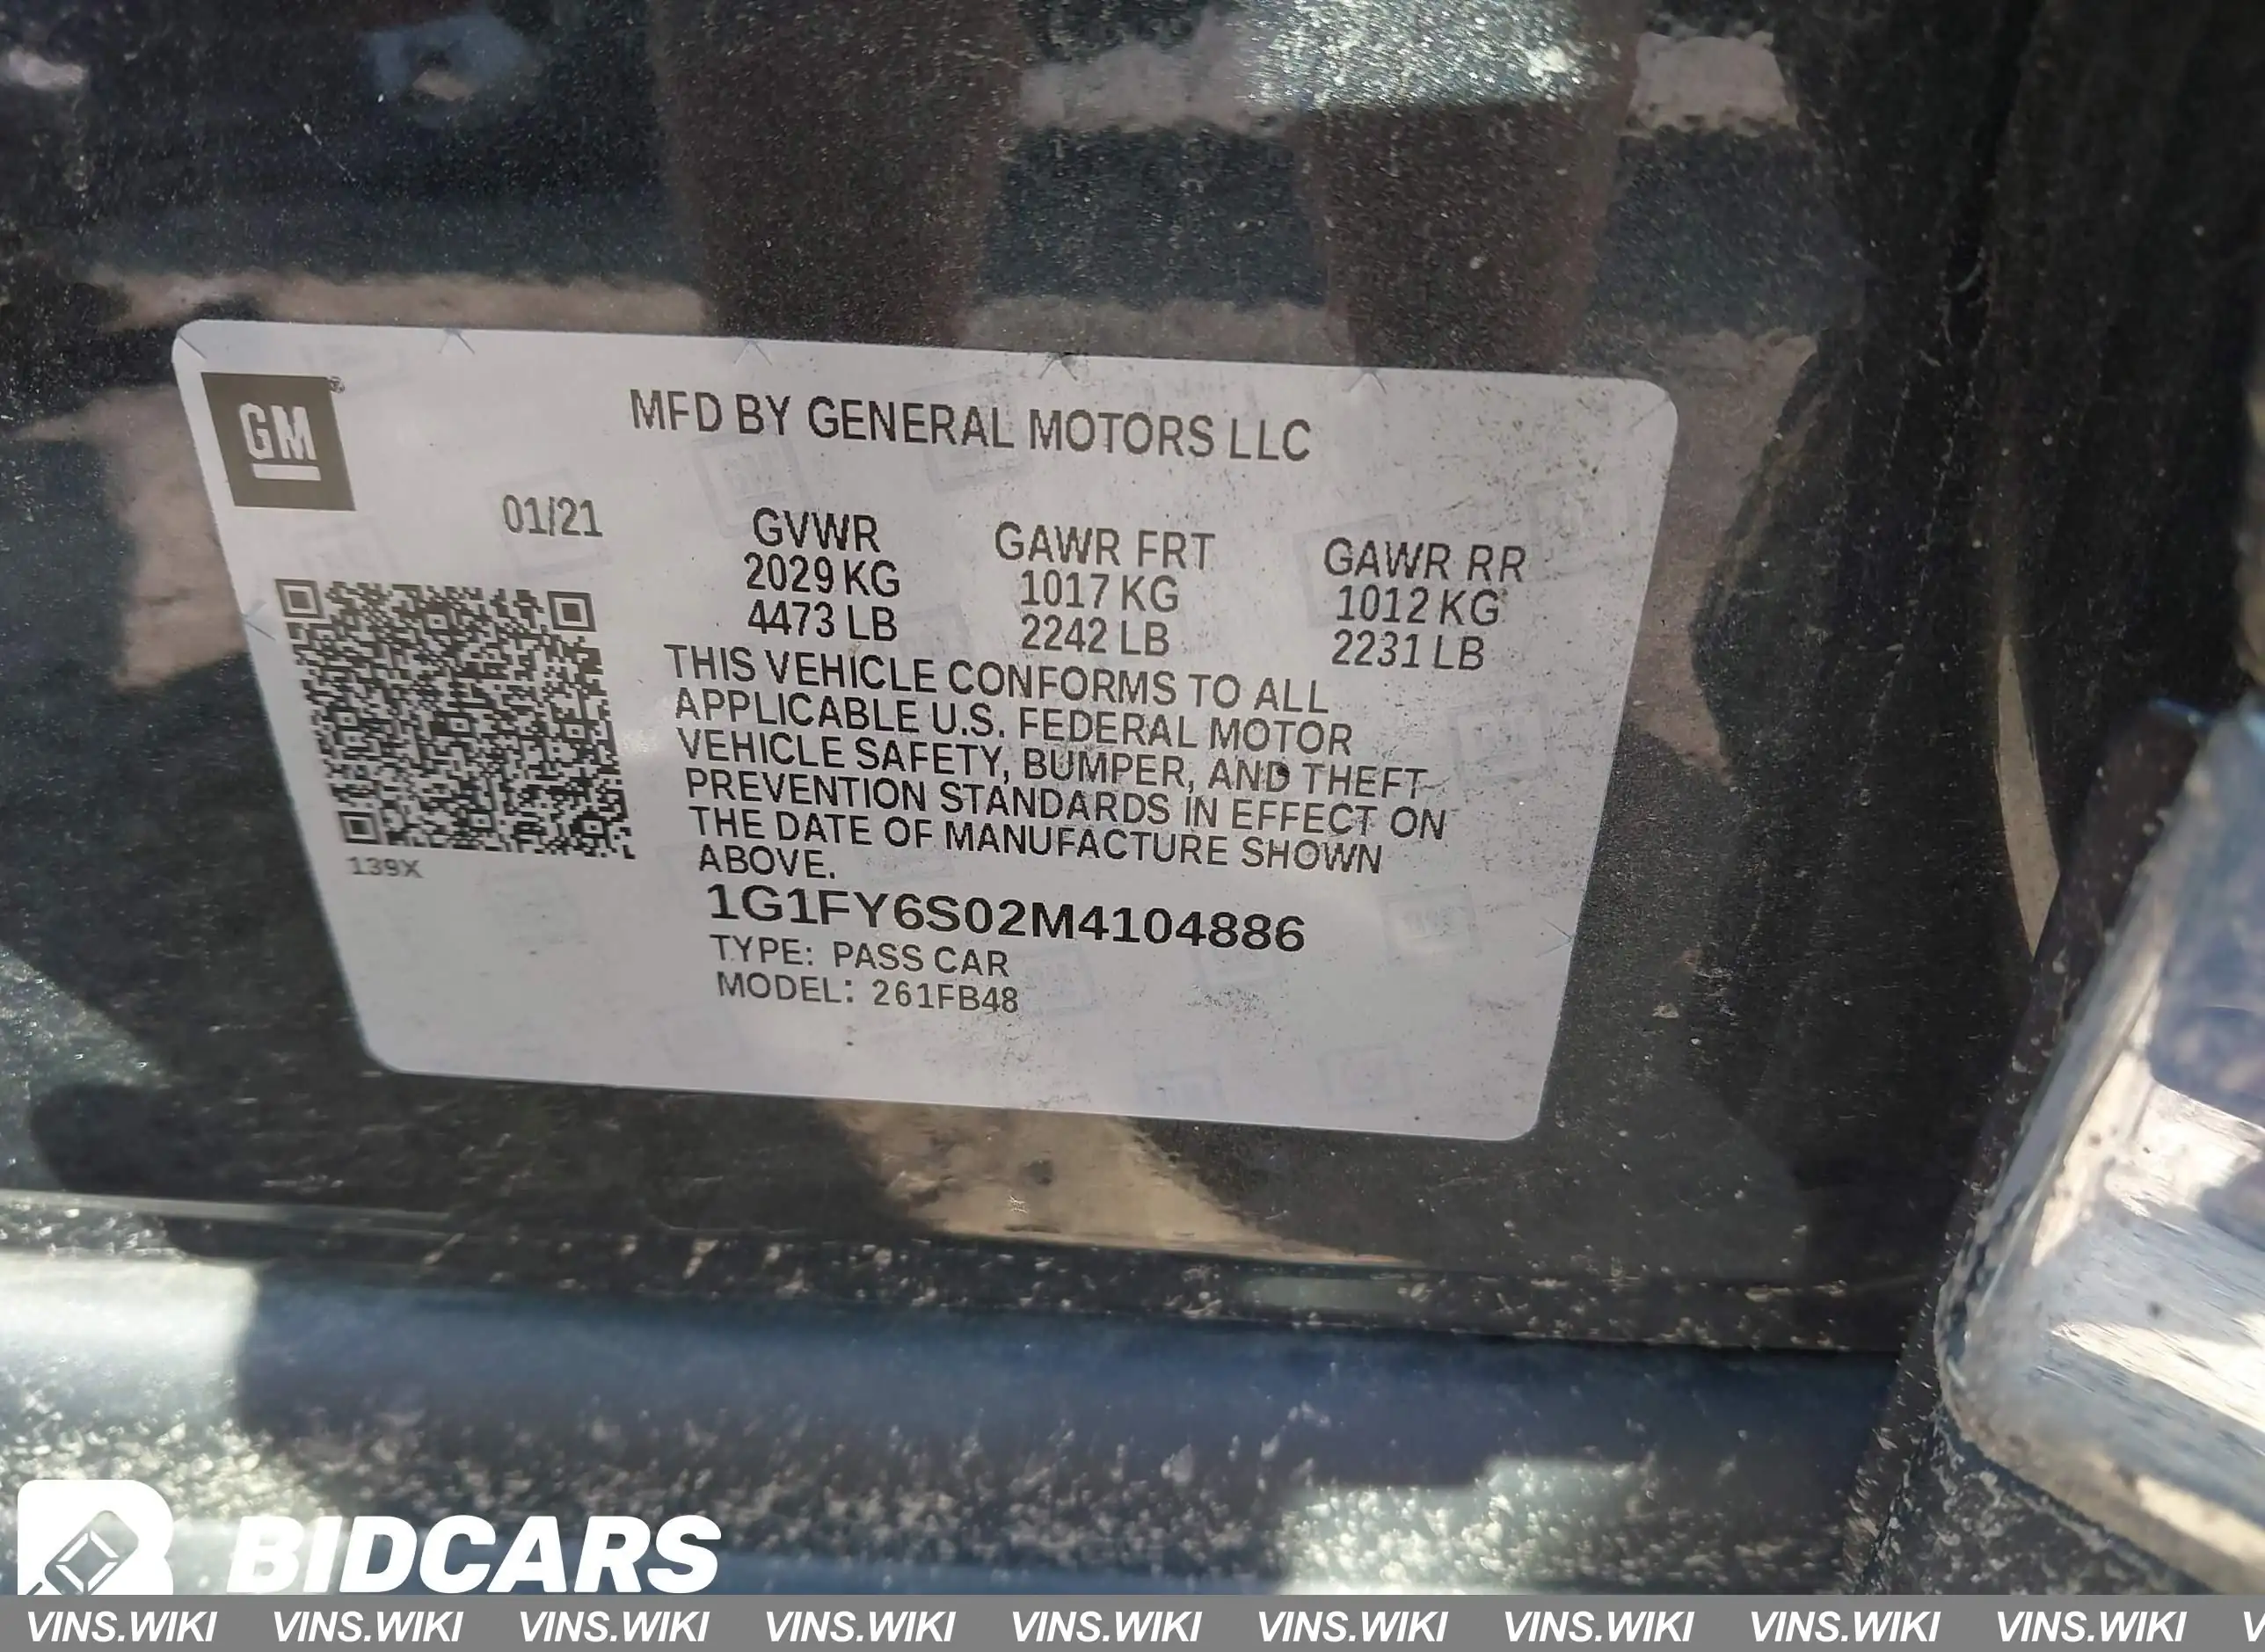 GM ®
MFD BY GENERAL MOTORS LLC
01/21 GVWR GAWR FRT GAWR RR
2029 KG 1017 KG 1012 KG
4473 LB 2242 LB 2231 LB
THIS VEHICLE CONFORMS TO ALL
APPLICABLE U.S. FEDERAL MOTOR
VEHICLE SAFETY, BUMPER, AND THEFT
PREVENTION STANDARDS IN EFFECT ON
THE DATE OF MANUFACTURE SHOWN
ABOVE.
139X
1G1FY6S02M4104886
TYPE: PASS CAR
MODEL: 261FB48
BIDCARS
VINS.WIKI VINS.WIKI VINS.WIKI VINS.WIKI VINS.WIKI VINS.WIKI VINS.WIKI VINS.WIKI VINS.WIKI V